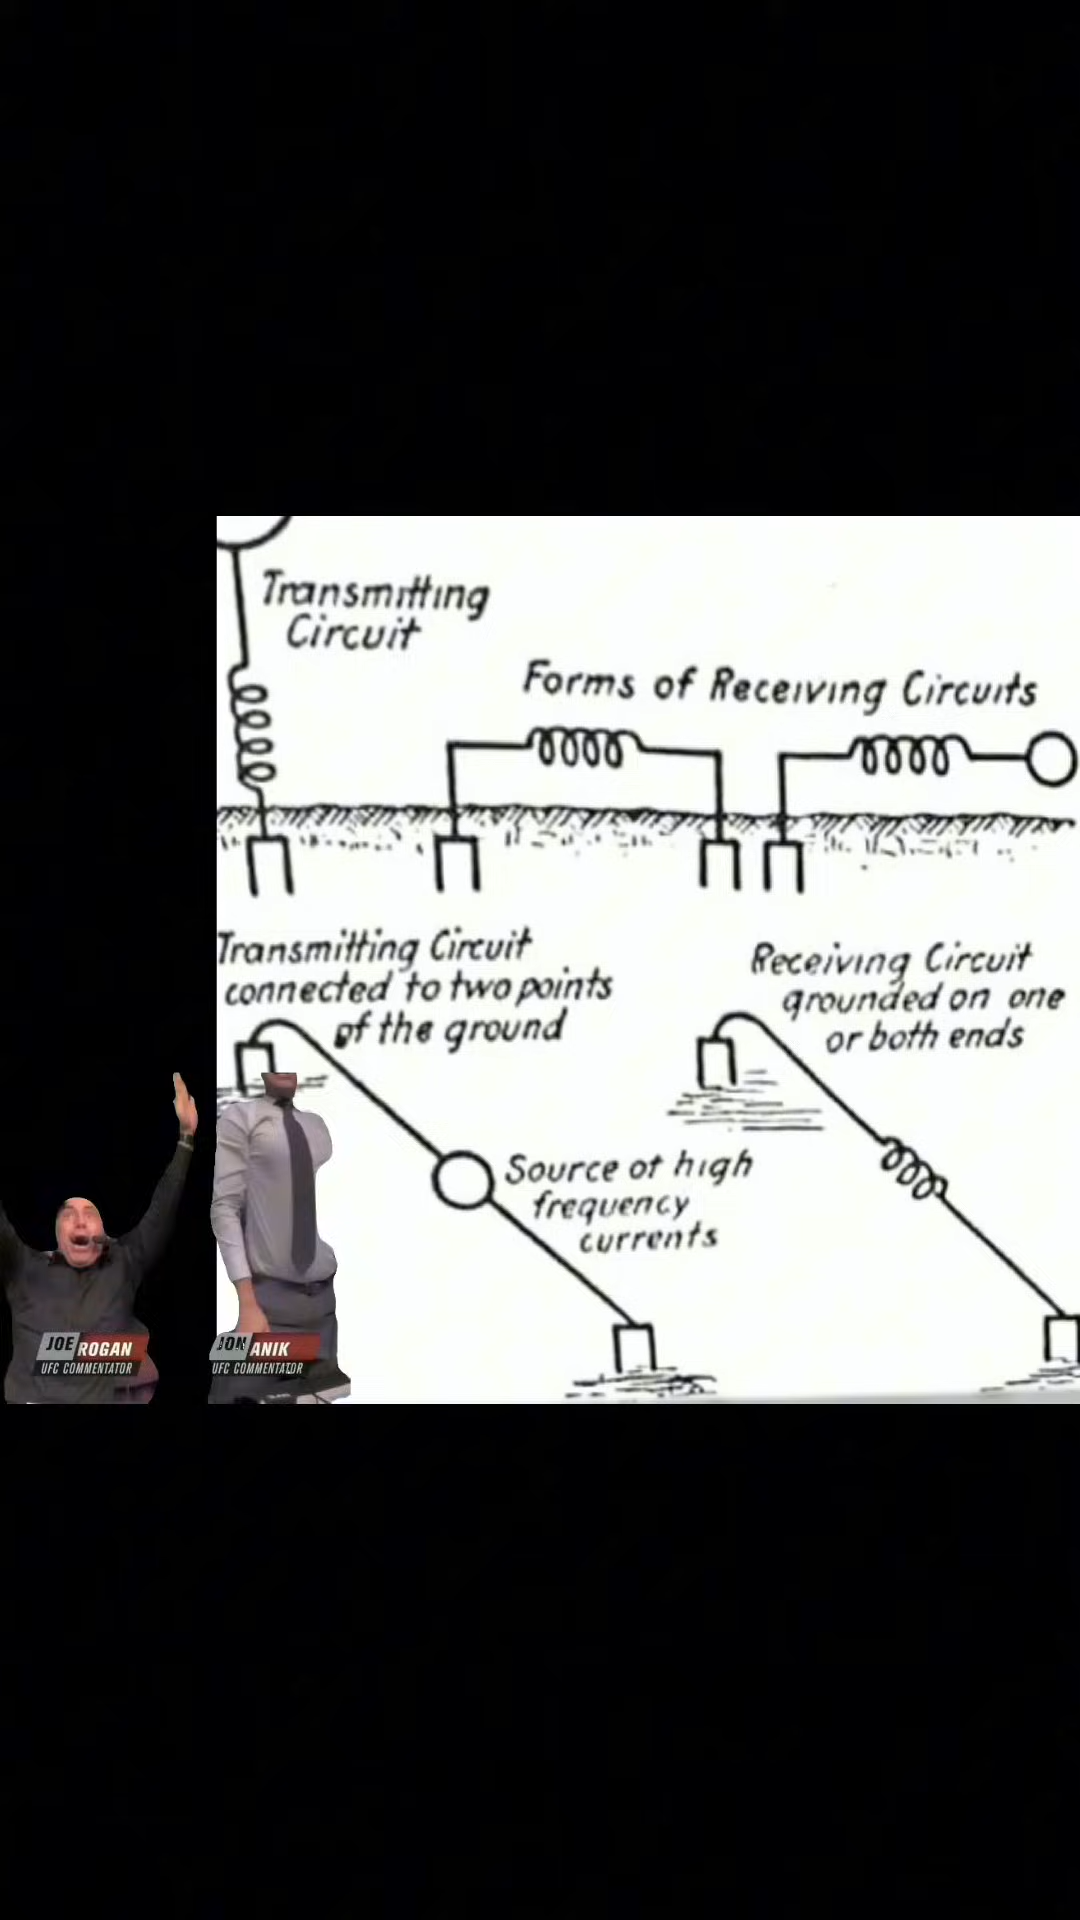 Transmitting
Circuit
Forms of Receiving Circuits
Transmitting Circuit
connected to two points
of the ground
Receiving Circuit
grounded on one
or both ends
Source of high
frequency
currents
JOE ROGAN
UFC COMMENTATOR
JON ANIK
UFC COMMENTATOR